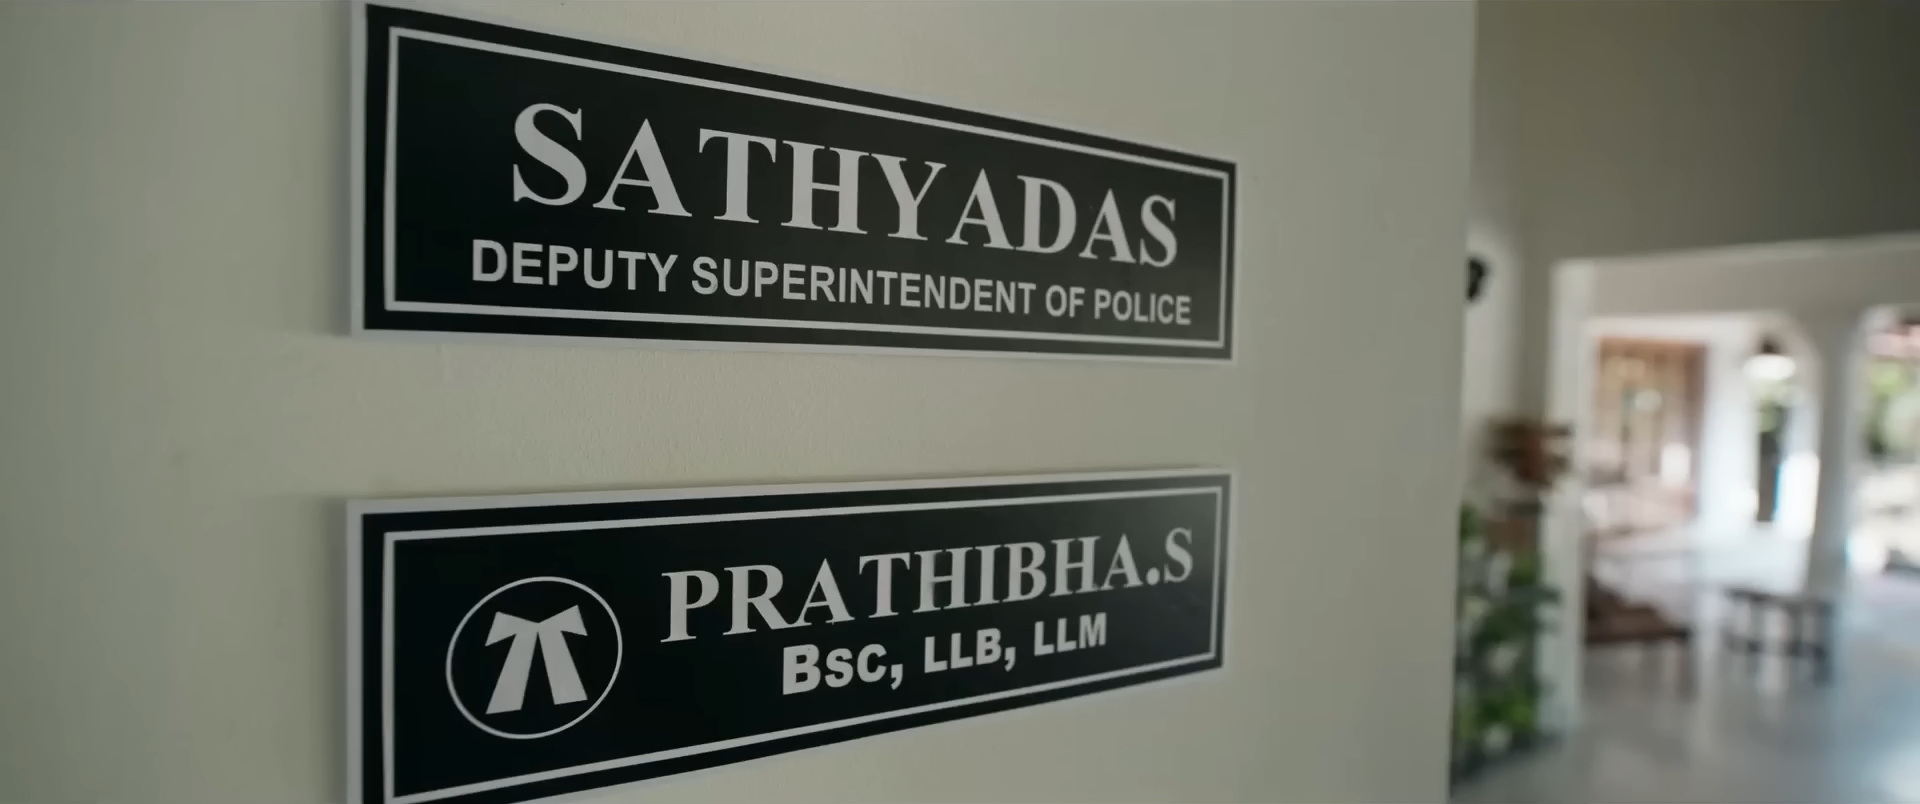 SATHYADAS
DEPUTY SUPERINTENDENT OF POLICE
PRATHIBHA.S
BSC, LLB, LLM